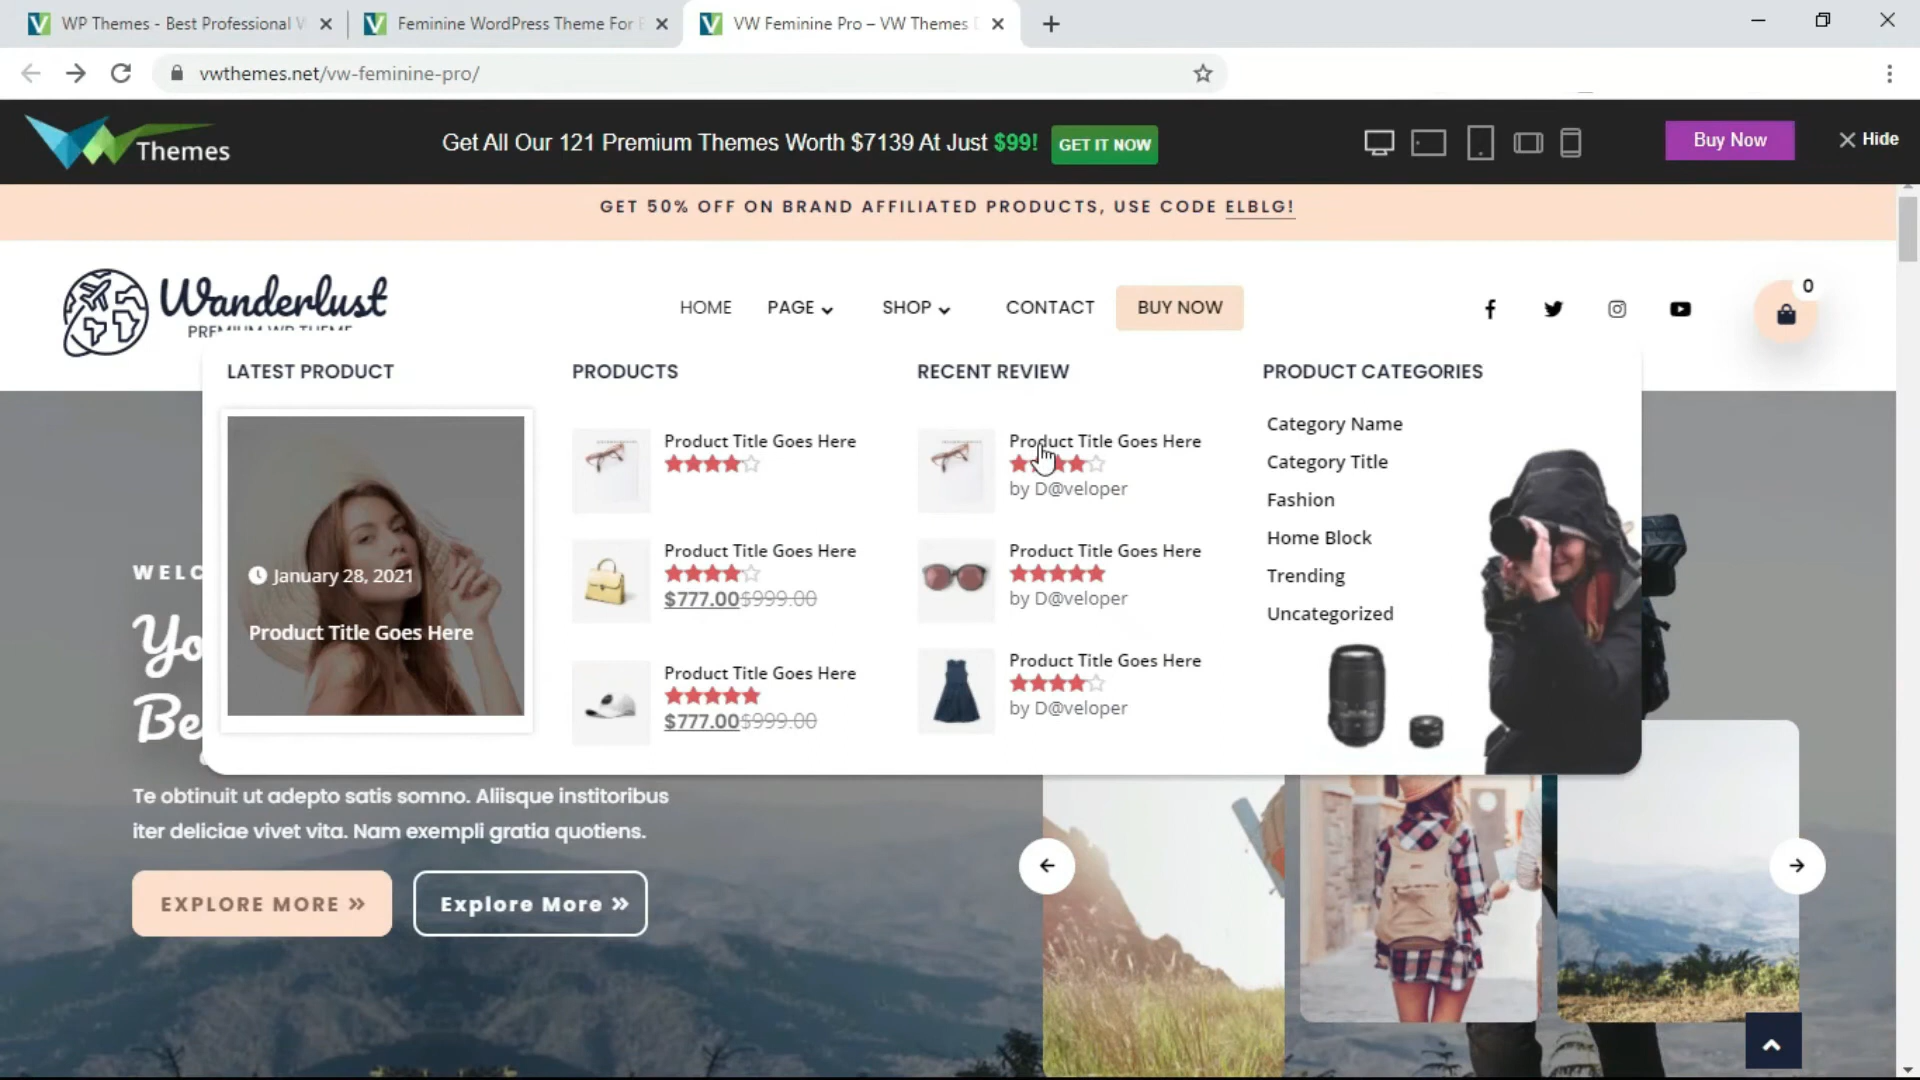 WP Themes - Best Professional W
Feminine WordPress Theme For B
VW Feminine Pro – VW Themes D
vwthemes.net/vw-feminine-pro/
Themes
Get All Our 121 Premium Themes Worth $7139 At Just $99!
GET IT NOW
Buy Now
Hide
GET 50% OFF ON BRAND AFFILIATED PRODUCTS, USE CODE ELBLG!
Wanderlust
PREMIUM WP THEME
HOME
PAGE
SHOP
CONTACT
BUY NOW
0
LATEST PRODUCT
January 28, 2021
Product Title Goes Here
PRODUCTS
Product Title Goes Here
Product Title Goes Here
$777.00 $999.00
Product Title Goes Here
$777.00 $999.00
RECENT REVIEW
Product Title Goes Here
by D@veloper
Product Title Goes Here
by D@veloper
Product Title Goes Here
by D@veloper
PRODUCT CATEGORIES
Category Name
Category Title
Fashion
Home Block
Trending
Uncategorized
WELC
Yo
Be
Te obtinuit ut adepto satis somno. Aliisque institoribus
iter deliciae vivet vita. Nam exempli gratia quotiens.
EXPLORE MORE »
Explore More »